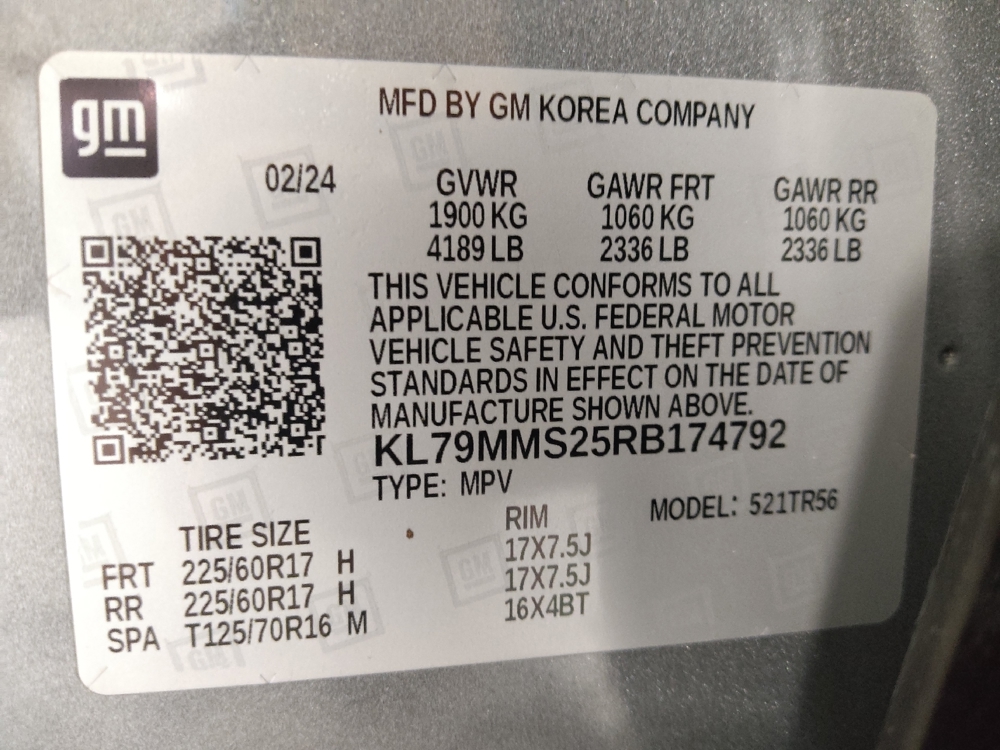 gm
MFD BY GM KOREA COMPANY
02/24 GVWR GAWR FRT GAWR RR
1900 KG 1060 KG 1060 KG
4189 LB 2336 LB 2336 LB
THIS VEHICLE CONFORMS TO ALL
APPLICABLE U.S. FEDERAL MOTOR
VEHICLE SAFETY AND THEFT PREVENTION
STANDARDS IN EFFECT ON THE DATE OF
MANUFACTURE SHOWN ABOVE.
KL79MMS25RB174792
TYPE: MPV MODEL: 521TR56
TIRE SIZE RIM
FRT 225/60R17 H 17X7.5J
RR 225/60R17 H 17X7.5J
SPA T125/70R16 M 16X4BT